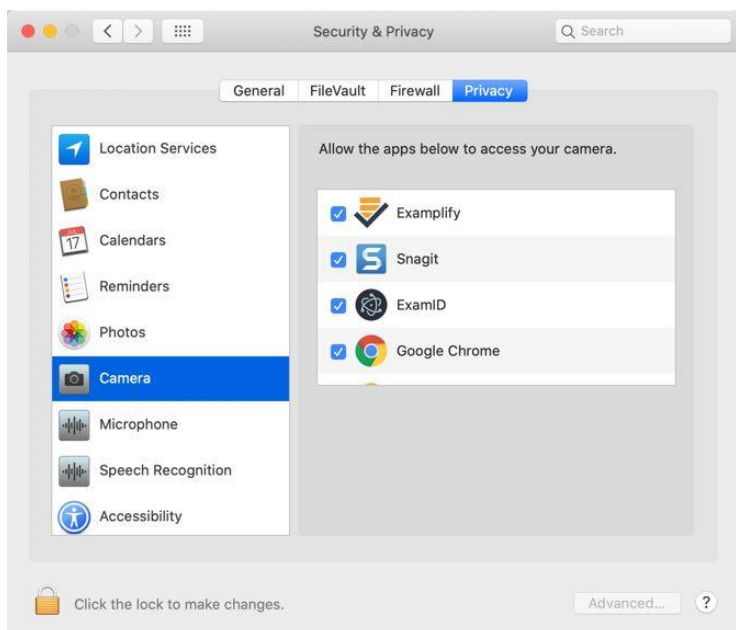 Security & Privacy
Search
General
FileVault
Firewall
Privacy
Location Services
Contacts
17
Calendars
Reminders
Photos
Camera
Microphone
Speech Recognition
Accessibility
Allow the apps below to access your camera.
Examplify
Snagit
ExamID
Google Chrome
Click the lock to make changes.
Advanced...
?